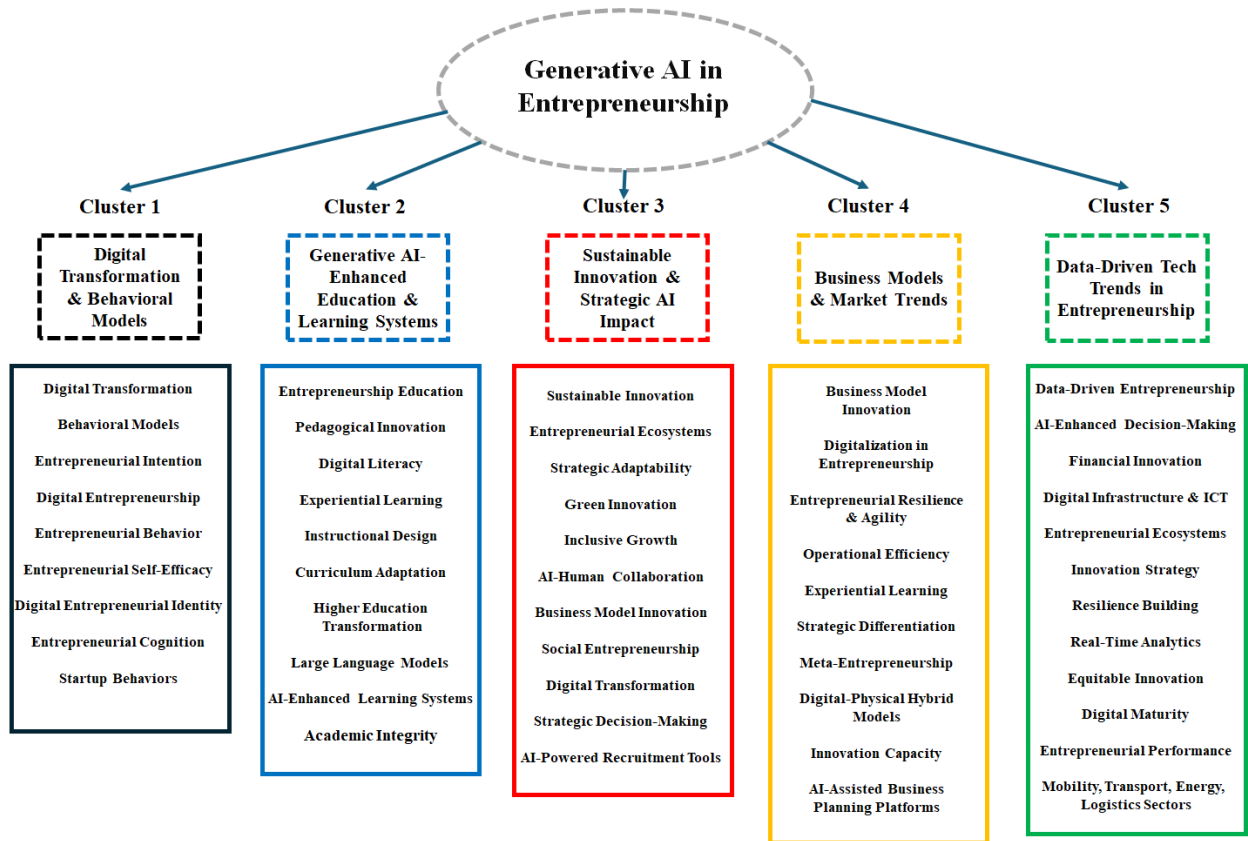 Generative AI in
Entrepreneurship
Cluster 1
Digital
Transformation
& Behavioral
Models
Digital Transformation
Behavioral Models
Entrepreneurial Intention
Digital Entrepreneurship
Entrepreneurial Behavior
Entrepreneurial Self-Efficacy
Digital Entrepreneurial Identity
Entrepreneurial Cognition
Startup Behaviors
Cluster 2
Generative AI-
Enhanced
Education &
Learning Systems
Entrepreneurship Education
Pedagogical Innovation
Digital Literacy
Experiential Learning
Instructional Design
Curriculum Adaptation
Higher Education
Transformation
Large Language Models
AI-Enhanced Learning Systems
Academic Integrity
Cluster 3
Sustainable
Innovation &
Strategic AI
Impact
Sustainable Innovation
Entrepreneurial Ecosystems
Strategic Adaptability
Green Innovation
Inclusive Growth
AI-Human Collaboration
Business Model Innovation
Social Entrepreneurship
Digital Transformation
Strategic Decision-Making
AI-Powered Recruitment Tools
Cluster 4
Business Models
& Market Trends
Business Model
Innovation
Digitalization in
Entrepreneurship
Entrepreneurial Resilience
& Agility
Operational Efficiency
Experiential Learning
Strategic Differentiation
Meta-Entrepreneurship
Digital-Physical Hybrid
Models
Innovation Capacity
AI-Assisted Business
Planning Platforms
Cluster 5
Data-Driven Tech
Trends in
Entrepreneurship
Data-Driven Entrepreneurship
AI-Enhanced Decision-Making
Financial Innovation
Digital Infrastructure & ICT
Entrepreneurial Ecosystems
Innovation Strategy
Resilience Building
Real-Time Analytics
Equitable Innovation
Digital Maturity
Entrepreneurial Performance
Mobility, Transport, Energy,
Logistics Sectors